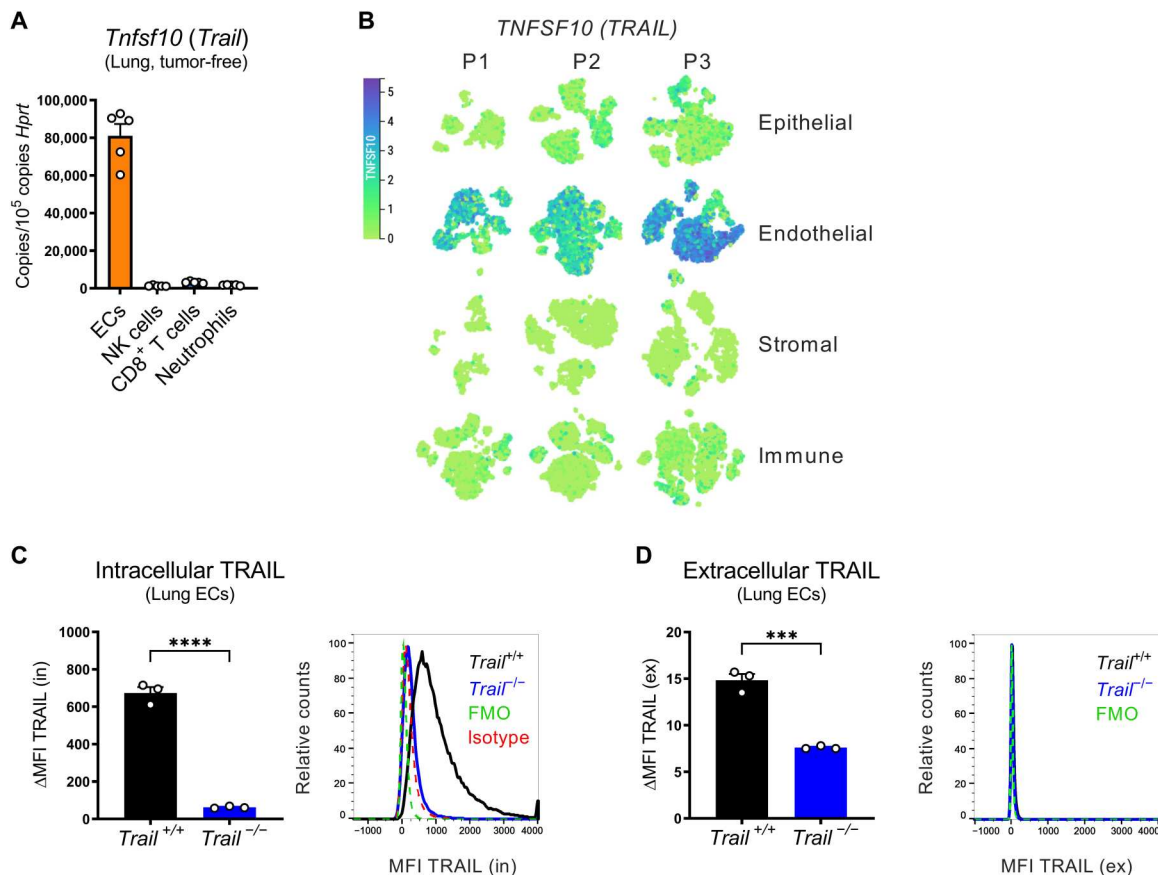 A
Tnfsf10 (Trail)
(Lung, tumor-free)
Copies/10⁵ copies Hprt
100,000
80,000
60,000
40,000
20,000
0
ECs
NK cells
CD8⁺ T cells
Neutrophils
B
TNFSF10 (TRAIL)
P1 P2 P3
TNFSF10
5
4
3
2
1
0
Epithelial
Endothelial
Stromal
Immune
C
Intracellular TRAIL
(Lung ECs)
ΔMFI TRAIL (in)
1000
800
600
400
200
0
****
Trail⁺/⁺ Trail⁻/⁻
Relative counts
100
80
60
40
20
0
Trail⁺/⁺
Trail⁻/⁻
FMO
Isotype
-1000 0 1000 2000 3000 4000
MFI TRAIL (in)
D
Extracellular TRAIL
(Lung ECs)
ΔMFI TRAIL (ex)
20
15
10
5
0
***
Trail⁺/⁺ Trail⁻/⁻
Relative counts
100
80
60
40
20
0
Trail⁺/⁺
Trail⁻/⁻
FMO
-1000 0 1000 2000 3000 4000
MFI TRAIL (ex)